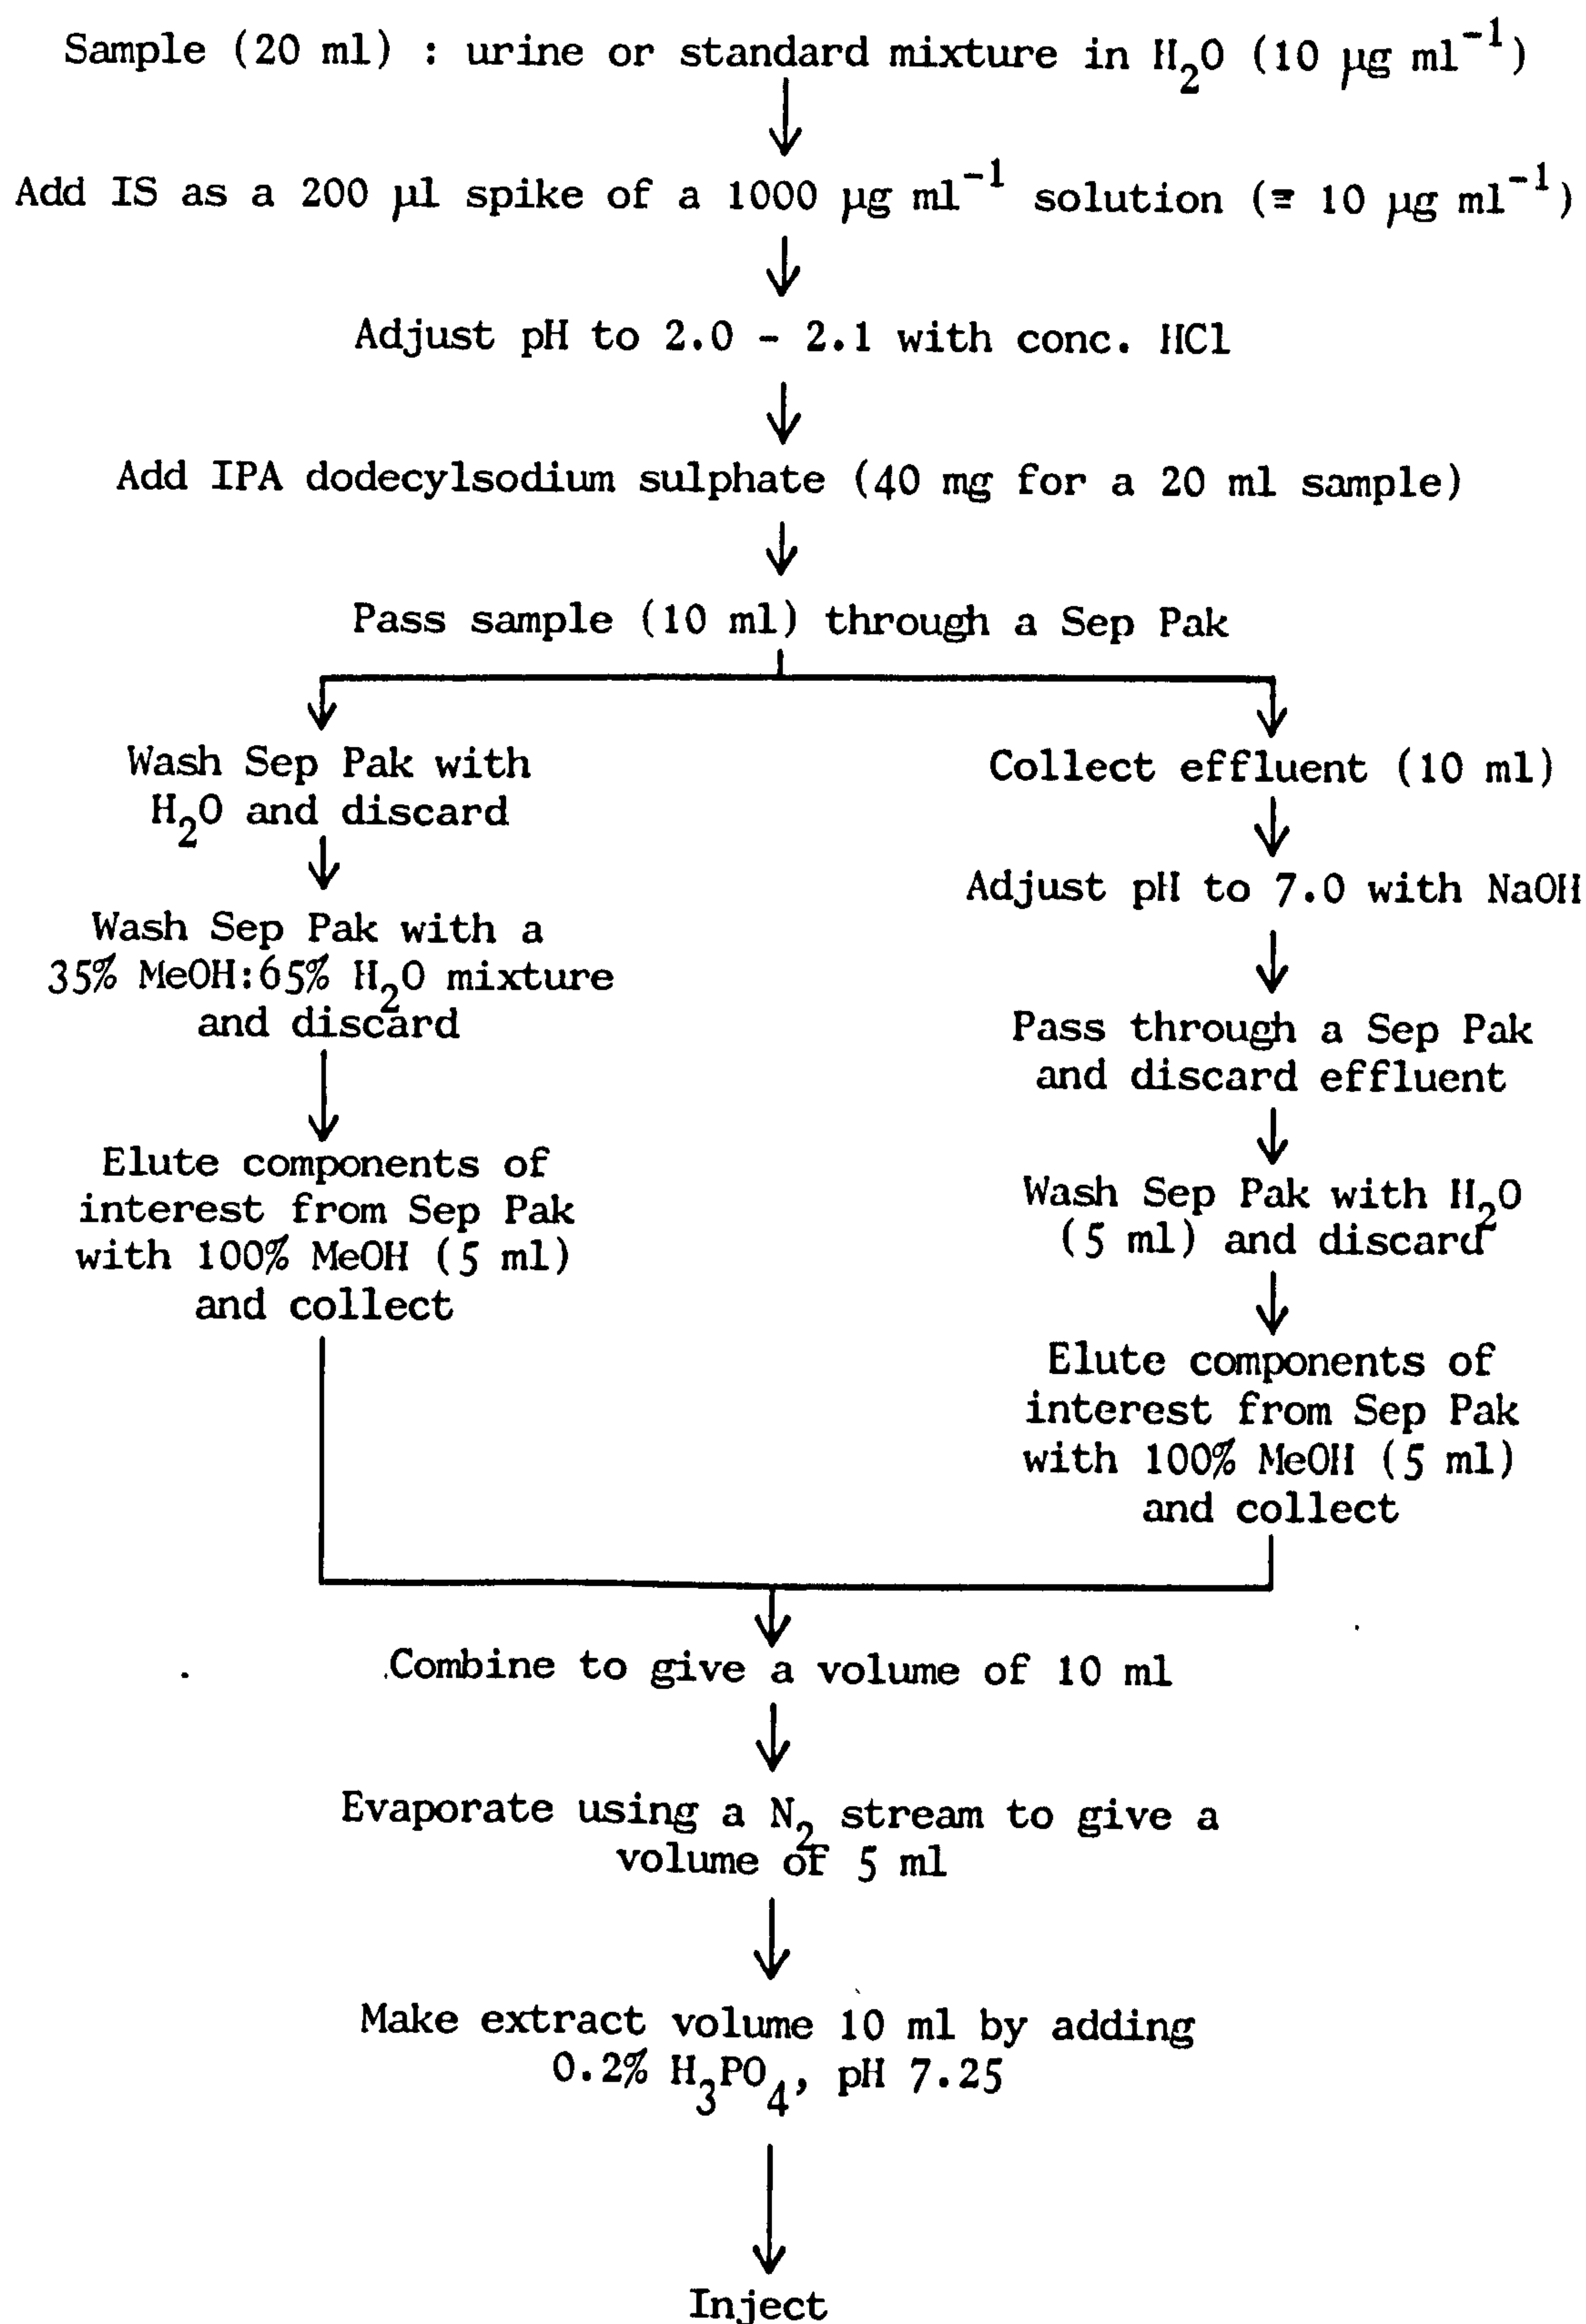 Sample (20 ml) : urine or standard mixture in H₂O (10 µg ml⁻¹)
Add IS as a 200 µl spike of a 1000 µg ml⁻¹ solution (≡ 10 µg ml⁻¹)
Adjust pH to 2.0 - 2.1 with conc. HCl
Add IPA dodecylsodium sulphate (40 mg for a 20 ml sample)
Pass sample (10 ml) through a Sep Pak
Wash Sep Pak with
H₂O and discard
Wash Sep Pak with a
35% MeOH:65% H₂O mixture
and discard
Elute components of
interest from Sep Pak
with 100% MeOH (5 ml)
and collect
Collect effluent (10 ml)
Adjust pH to 7.0 with NaOH
Pass through a Sep Pak
and discard effluent
Wash Sep Pak with H₂O
(5 ml) and discard
Elute components of
interest from Sep Pak
with 100% MeOH (5 ml)
and collect
Combine to give a volume of 10 ml
Evaporate using a N₂ stream to give a
volume of 5 ml
Make extract volume 10 ml by adding
0.2% H₃PO₄, pH 7.25
Inject